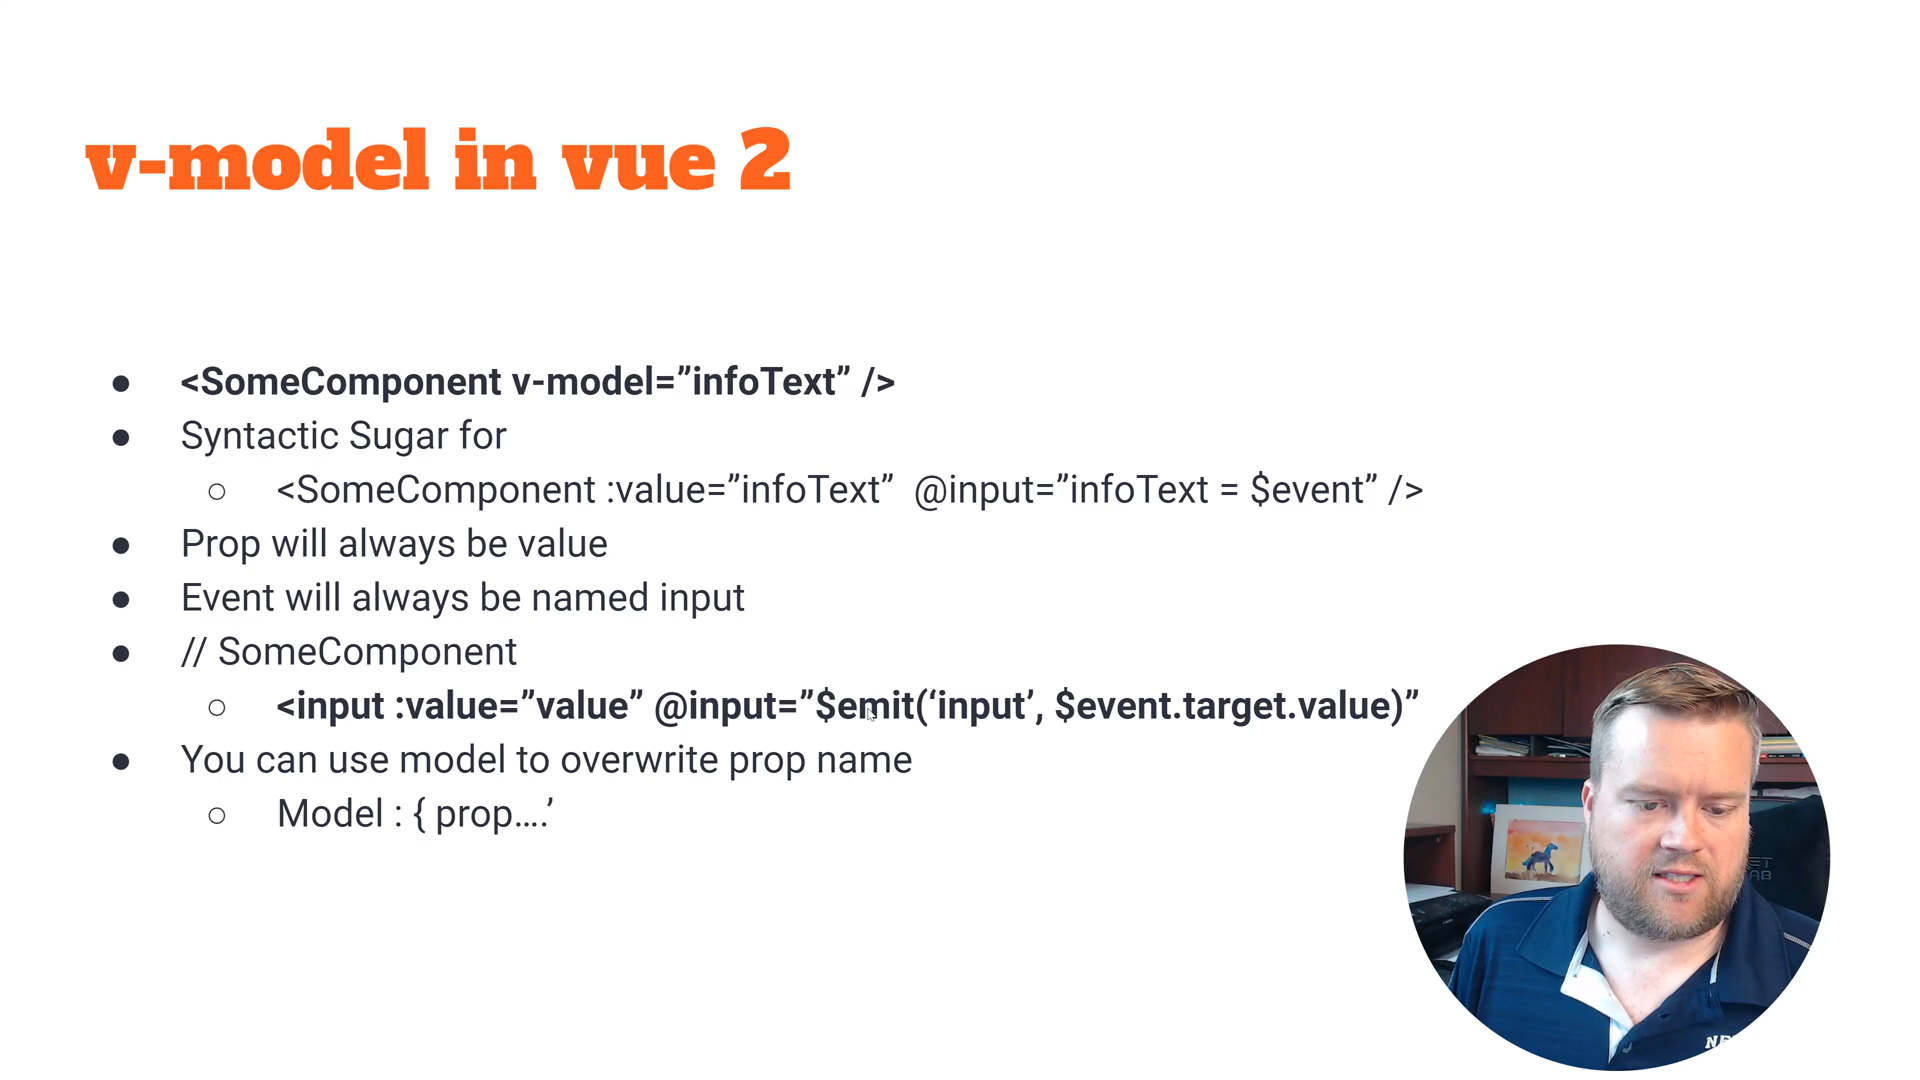 v-model in vue 2
● <SomeComponent v-model=”infoText” />
● Syntactic Sugar for
○ <SomeComponent :value=”infoText”  @input=”infoText = $event” />
● Prop will always be value
● Event will always be named input
● // SomeComponent
○ <input :value=”value” @input=”$emit(‘input’, $event.target.value)”
● You can use model to overwrite prop name
○ Model : { prop....’